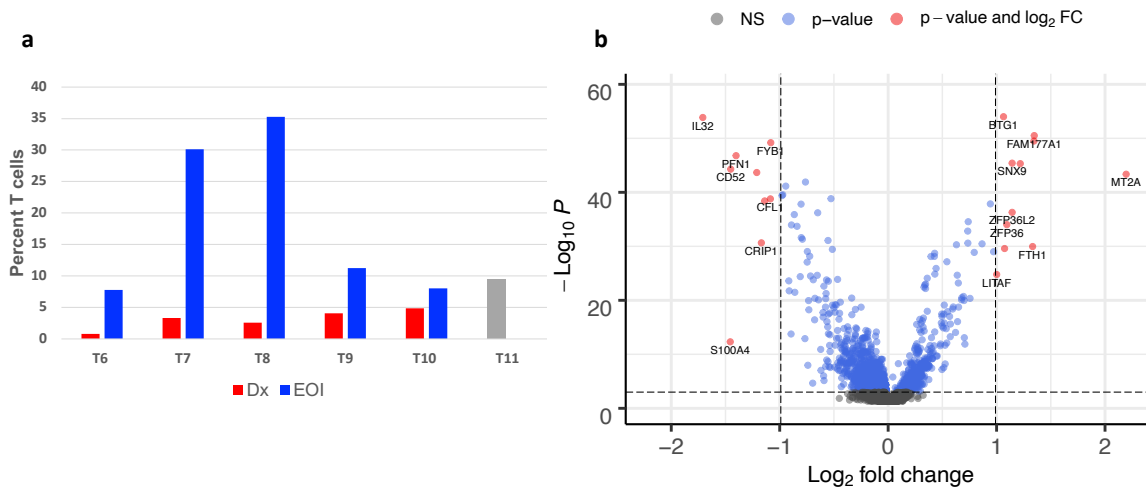 a
Percent T cells
40
35
30
25
20
15
10
5
0
T6 T7 T8 T9 T10 T11
Dx EOI
b
NS p-value p − value and log2 FC
−Log10 P
60
40
20
0
IL32
BTG1
FYB1
FAM177A1
PFN1
CD52
SNX9
MT2A
CFL1
ZFP36L2
ZFP36
CRIP1
FTH1
LITAF
S100A4
−2 −1 0 1 2
Log2 fold change